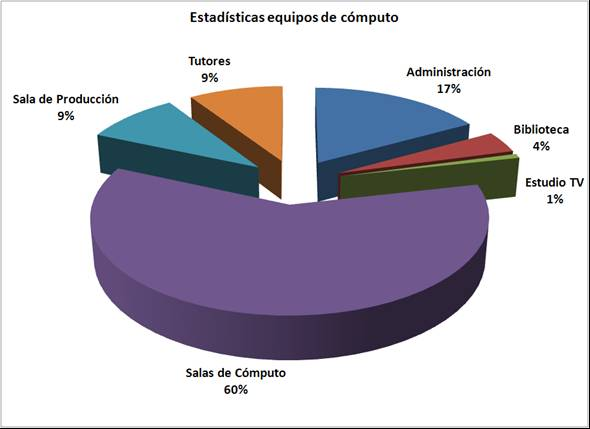 Estadísticas equipos de cómputo
Tutores
9%
Administración
17%
Sala de Producción
9%
Biblioteca
4%
Estudio TV
1%
Salas de Cómputo
60%